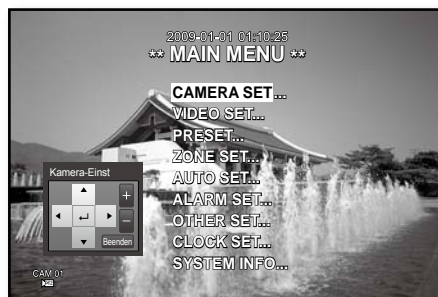 2009-01-01 01:10:25
** MAIN MENU **
CAMERA SET...
VIDEO SET...
PRESET...
ZONE SET...
AUTO SET...
ALARM SET...
OTHER SET...
CLOCK SET...
SYSTEM INFO...
Kamera-Einst
+
-
Beenden
CAM 01